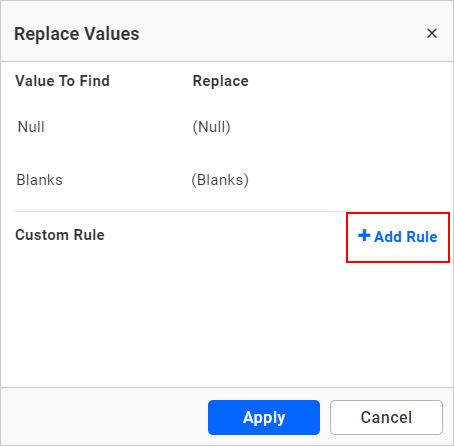 Replace Values ×
Value To Find Replace
Null (Null)
Blanks (Blanks)
Custom Rule + Add Rule
Apply Cancel